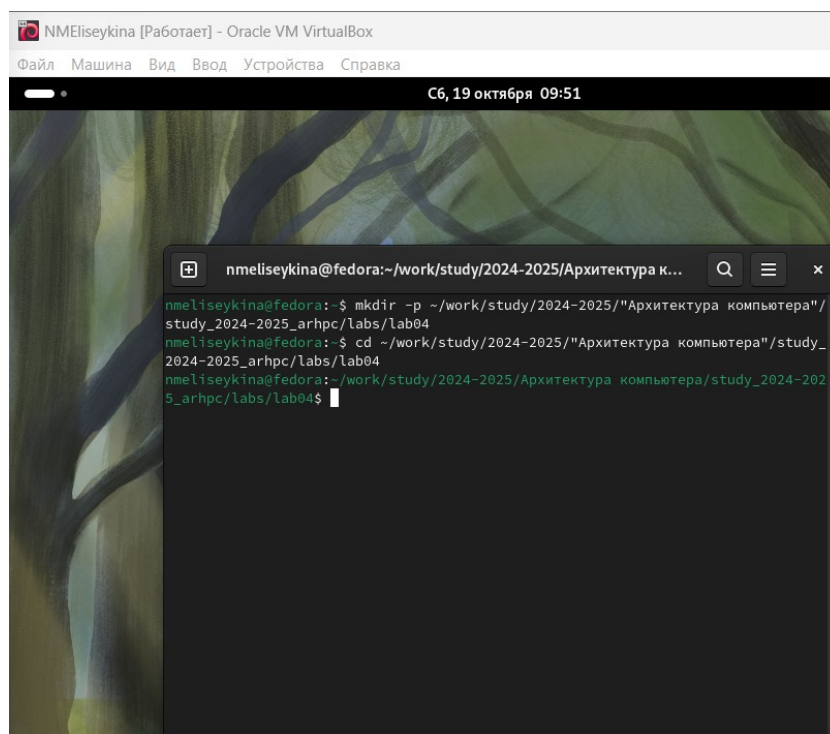 NMEliseykina [Работает] - Oracle VM VirtualBox
Файл Машина Вид Ввод Устройства Справка
Сб, 19 октября 09:51
nmeliseykina@fedora:~/work/study/2024-2025/Архитектура к...
nmeliseykina@fedora:~$ mkdir -p ~/work/study/2024-2025/"Архитектура компьютера"/
study_2024-2025_arhpc/labs/lab04
nmeliseykina@fedora:~$ cd ~/work/study/2024-2025/"Архитектура компьютера"/study_
2024-2025_arhpc/labs/lab04
nmeliseykina@fedora:~/work/study/2024-2025/Архитектура компьютера/study_2024-202
5_arhpc/labs/lab04$